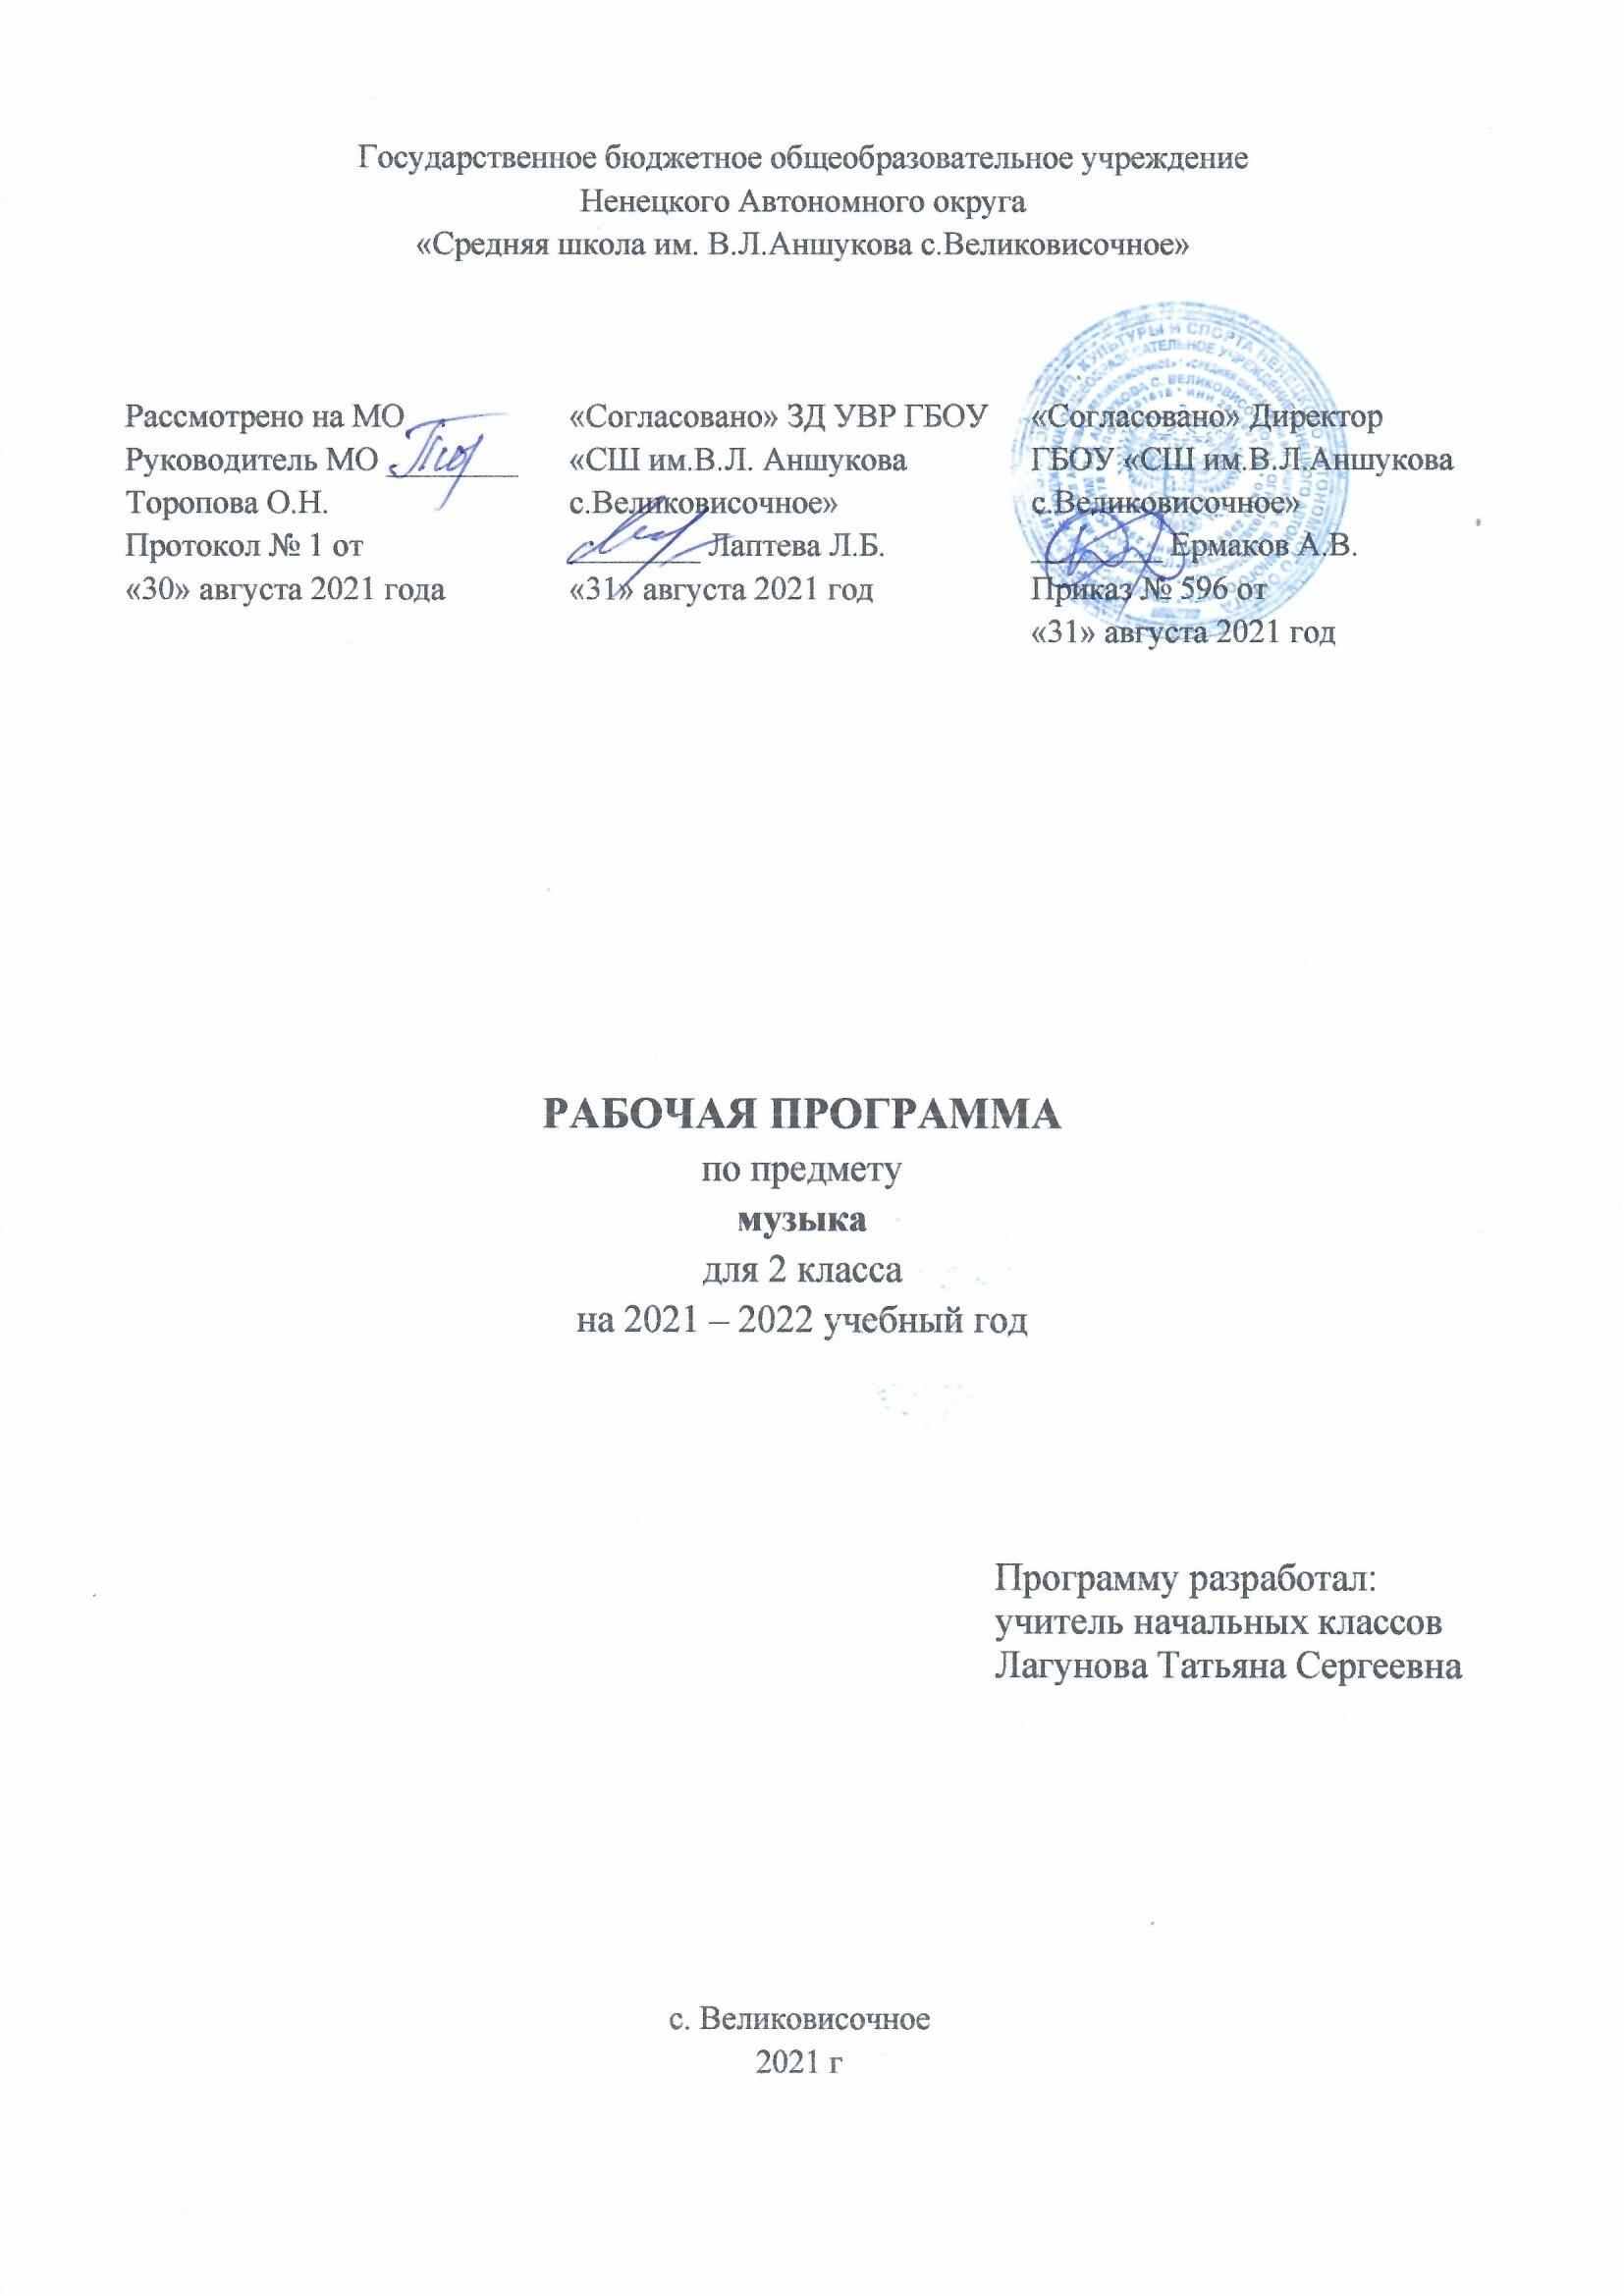 Государственное бюджетное общеобразовательное учреждение
Ненецкого Автономного округа
«Средняя школа им. В.Л.Аншукова с.Великовисочное»
Рассмотрено на МО
Руководитель МО ________
Торопова О.Н.
Протокол № 1 от
«30» августа 2021 года
«Согласовано» ЗД УВР ГБОУ
«СШ им.В.Л. Аншукова
с.Великовисочное»
________ Лаптева Л.Б.
«31» августа 2021 год
«Согласовано» Директор
ГБОУ «СШ им.В.Л.Аншукова
с.Великовисочное»
________ Ермаков А.В.
Приказ № 596 от
«31» августа 2021 год
РАБОЧАЯ ПРОГРАММА
по предмету
музыка
для 2 класса
на 2021 – 2022 учебный год
Программу разработал:
учитель начальных классов
Лагунова Татьяна Сергеевна
с. Великовисочное
2021 г